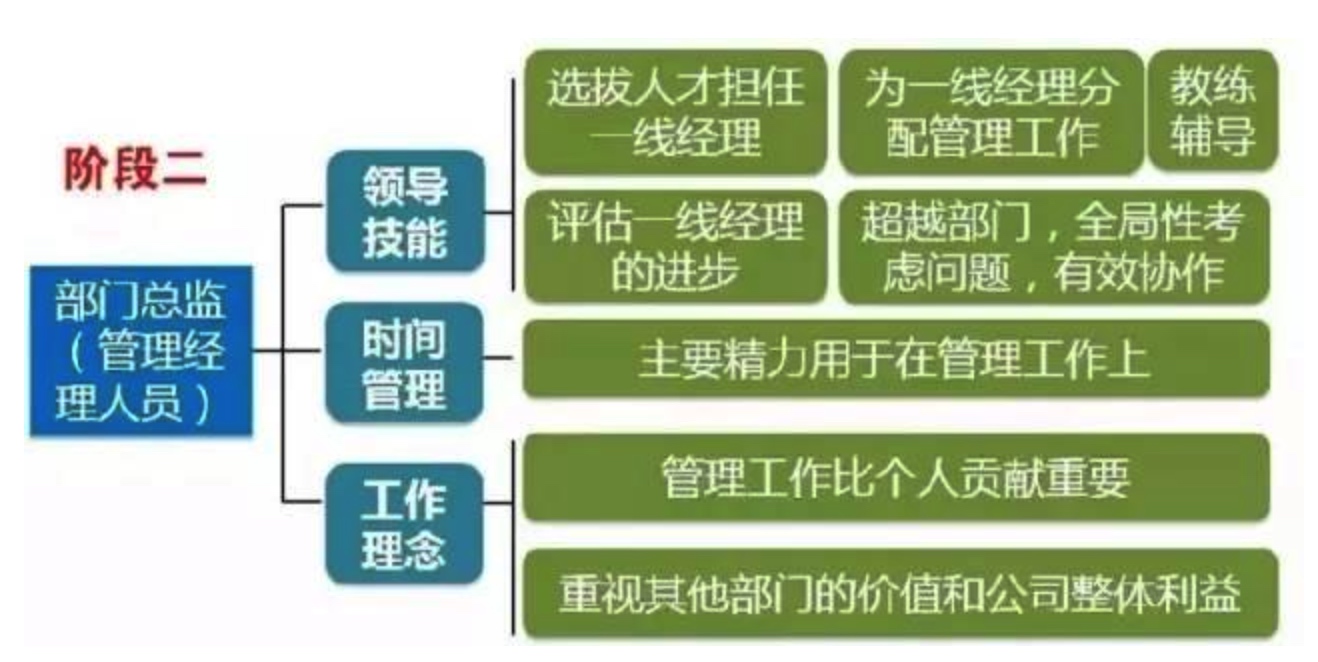 阶段二
部门总监
（管理经
理人员）
领导
技能
选拔人才担任
一线经理
为一线经理分
配管理工作
教练
辅导
评估一线经理
的进步
超越部门，全局性考
虑问题，有效协作
时间
管理
主要精力用于在管理工作上
工作
理念
管理工作比个人贡献重要
重视其他部门的价值和公司整体利益